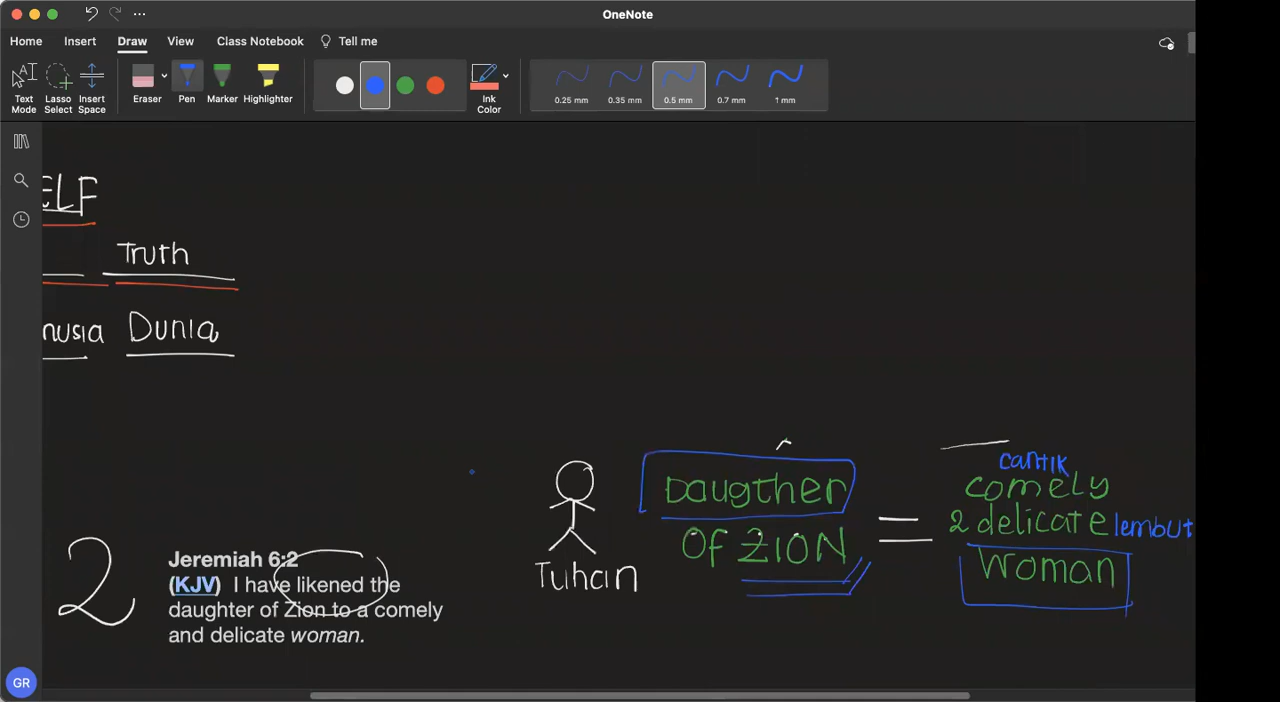 OneNote
Home Insert Draw View Class Notebook Tell me
Text Mode
Lasso Select
Insert Space
Eraser
Pen
Marker
Highlighter
Ink Color
0.25 mm
0.35 mm
0.5 mm
0.7 mm
1 mm
ELF
Truth
nusia Dunia
cantik
Daugther
comely
2 delicate lembut
OF ZION
=
Woman
Tuhan
2
Jeremiah 6:2
(KJV) I have likened the
daughter of Zion to a comely
and delicate woman.
GR